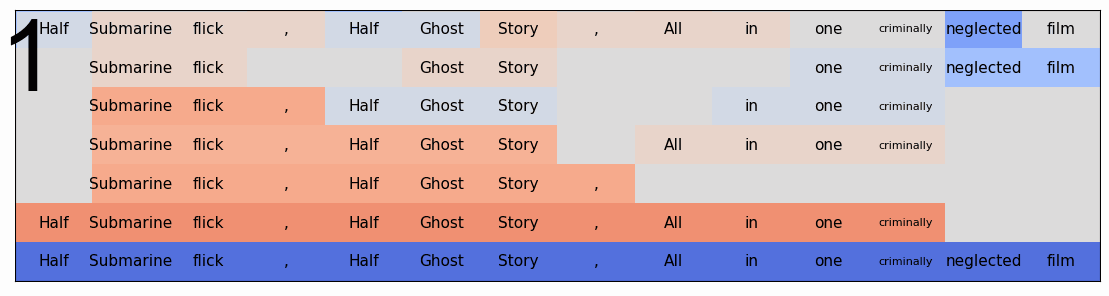 1
Half Submarine flick , Half Ghost Story , All in one criminally neglected film
Submarine flick Ghost Story one criminally neglected film
Submarine flick , Half Ghost Story in one criminally
Submarine flick , Half Ghost Story All in one criminally
Submarine flick , Half Ghost Story ,
Half Submarine flick , Half Ghost Story , All in one criminally
Half Submarine flick , Half Ghost Story , All in one criminally neglected film